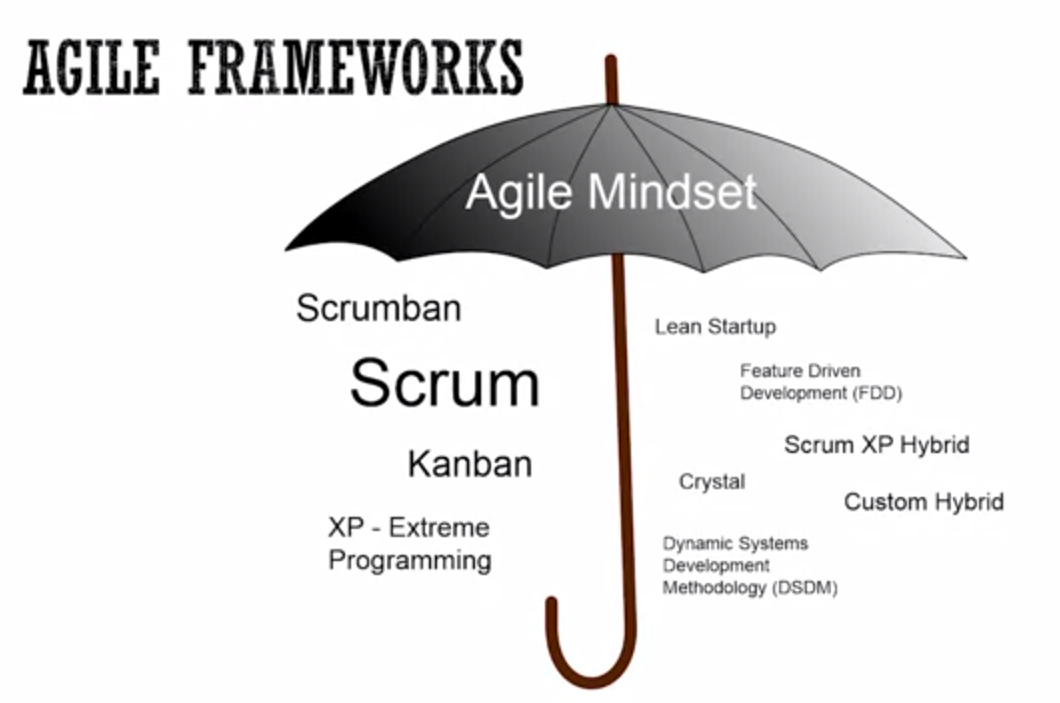 AGILE FRAMEWORKS
Agile Mindset
Scrumban
Scrum
Kanban
XP - Extreme
Programming
Lean Startup
Feature Driven
Development (FDD)
Scrum XP Hybrid
Crystal
Custom Hybrid
Dynamic Systems
Development
Methodology (DSDM)